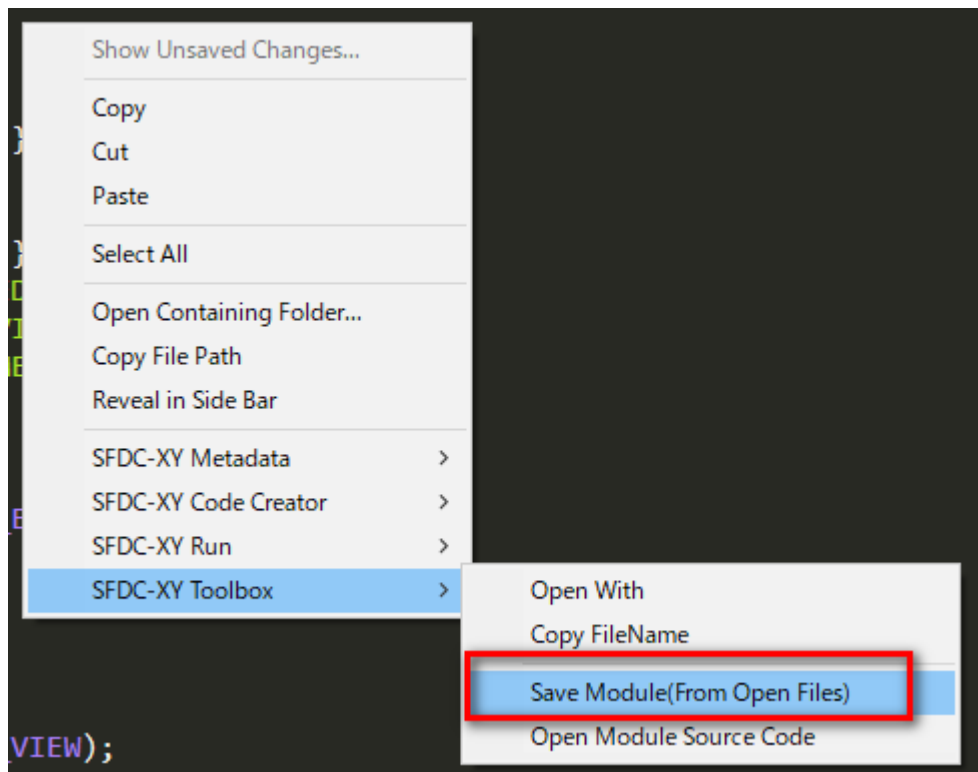 Show Unsaved Changes...
Copy
}
Cut
Paste
}
Select All
Open Containing Folder...
Copy File Path
Reveal in Side Bar
SFDC-XY Metadata
SFDC-XY Code Creator
SFDC-XY Run
SFDC-XY Toolbox
Open With
Copy FileName
Save Module(From Open Files)
Open Module Source Code
VIEW);